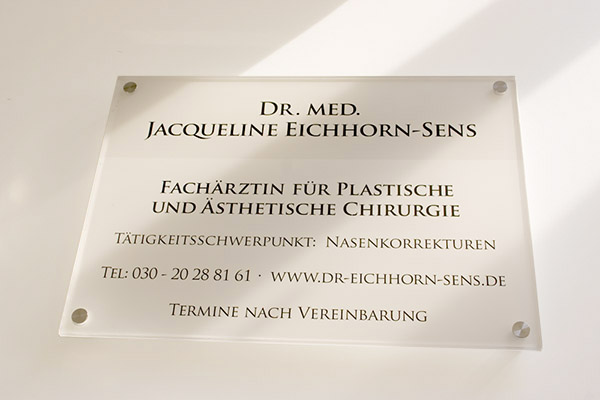 Dr. med.
Jacqueline Eichhorn-Sens
Fachärztin für Plastische
und Ästhetische Chirurgie
Tätigkeitsschwerpunkt: Nasenkorrekturen
Tel: 030 - 20 28 81 61 · www.dr-eichhorn-sens.de
Termine nach Vereinbarung